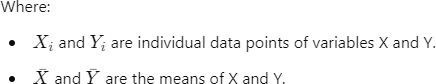 Where:
• Xᵢ and Yᵢ are individual data points of variables X and Y.
• X̄ and Ȳ are the means of X and Y.